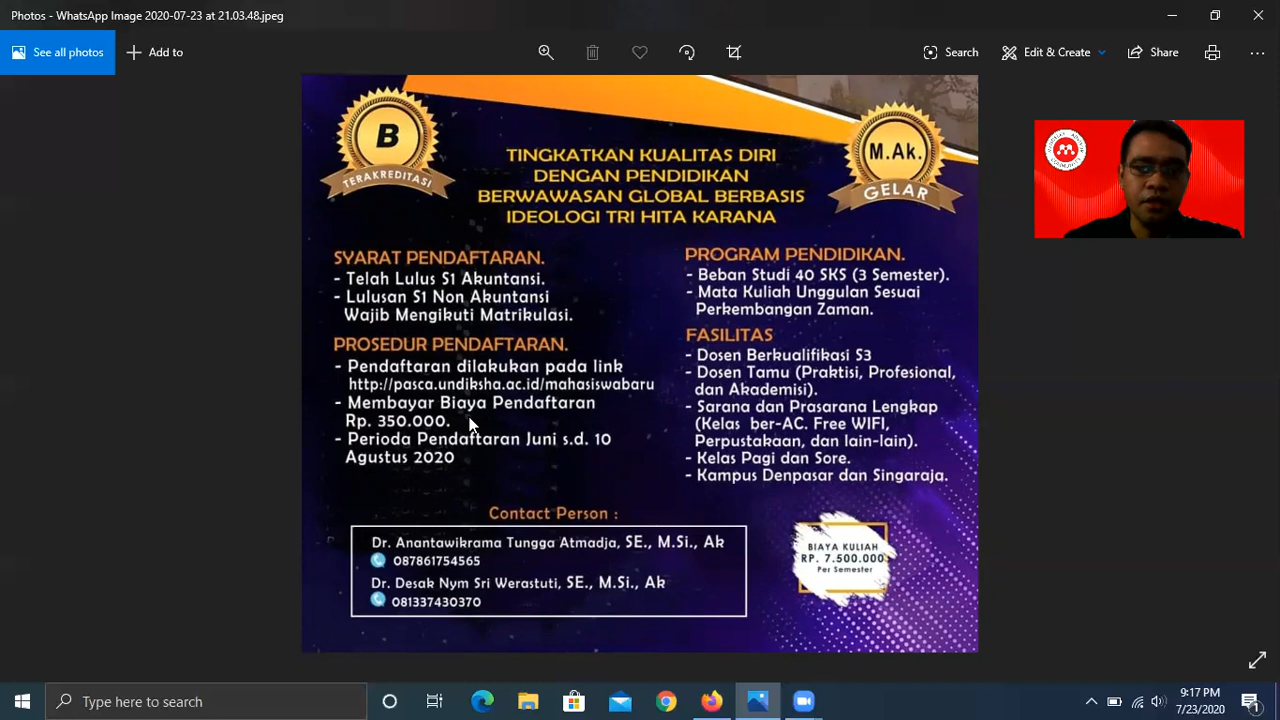 Photos - WhatsApp Image 2020-07-23 at 21.03.48.jpeg
See all photos
Add to
Search
Edit & Create
Share
B
TERAKREDITASI
M.Ak.
GELAR
TINGKATKAN KUALITAS DIRI
DENGAN PENDIDIKAN
BERWAWASAN GLOBAL BERBASIS
IDEOLOGI TRI HITA KARANA
SYARAT PENDAFTARAN.
- Telah Lulus S1 Akuntansi.
- Lulusan S1 Non Akuntansi
Wajib Mengikuti Matrikulasi.
PROSEDUR PENDAFTARAN.
- Pendaftaran dilakukan pada link
http://pasca.undiksha.ac.id/mahasiswabaru
- Membayar Biaya Pendaftaran
Rp. 350.000.
- Perioda Pendaftaran Juni s.d. 10
Agustus 2020
PROGRAM PENDIDIKAN.
- Beban Studi 40 SKS (3 Semester).
- Mata Kuliah Unggulan Sesuai
Perkembangan Zaman.
FASILITAS
- Dosen Berkualifikasi S3
- Dosen Tamu (Praktisi, Profesional,
dan Akademisi).
- Sarana dan Prasarana Lengkap
(Kelas ber-AC. Free WIFI,
Perpustakaan, dan lain-lain).
- Kelas Pagi dan Sore.
- Kampus Denpasar dan Singaraja.
Contact Person :
Dr. Anantawikrama Tungga Atmadja, SE., M.Si., Ak
087861754565
Dr. Desak Nym Sri Werastuti, SE., M.Si., Ak
081337430370
BIAYA KULIAH
RP. 7.500.000
Per Semester
Type here to search
9:17 PM
7/23/2020
1